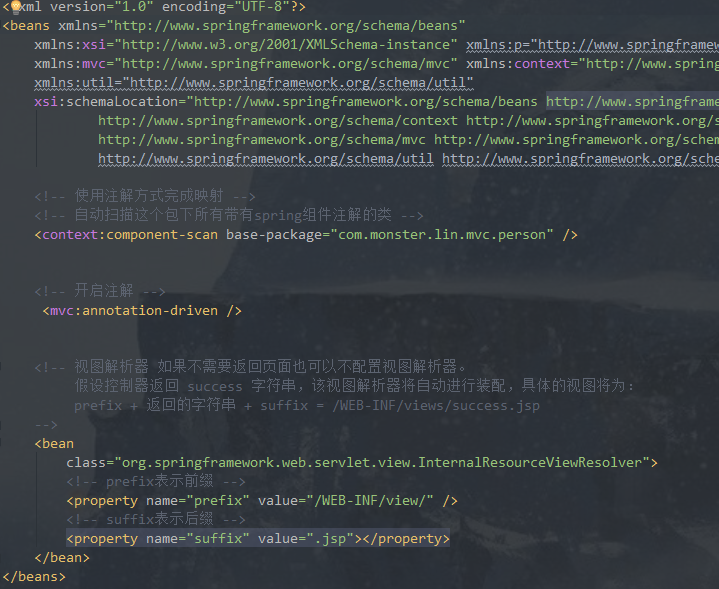 <?xml version="1.0" encoding="UTF-8"?>
<beans xmlns="http://www.springframework.org/schema/beans"
xmlns:xsi="http://www.w3.org/2001/XMLSchema-instance" xmlns:p="http://www.springframew
xmlns:mvc="http://www.springframework.org/schema/mvc" xmlns:context="http://www.spring
xmlns:util="http://www.springframework.org/schema/util"
xsi:schemaLocation="http://www.springframework.org/schema/beans http://www.springframe
http://www.springframework.org/schema/context http://www.springframework.org/s
http://www.springframework.org/schema/mvc http://www.springframework.org/schem
http://www.springframework.org/schema/util http://www.springframework.org/sche
<!-- 使用注解方式完成映射 -->
<!-- 自动扫描这个包下所有带有spring组件注解的类 -->
<context:component-scan base-package="com.monster.lin.mvc.person" />
<!-- 开启注解 -->
<mvc:annotation-driven />
<!-- 视图解析器 如果不需要返回页面也可以不配置视图解析器。
假设控制器返回 success 字符串，该视图解析器将自动进行装配，具体的视图将为：
prefix + 返回的字符串 + suffix = /WEB-INF/views/success.jsp
-->
<bean
class="org.springframework.web.servlet.view.InternalResourceViewResolver">
<!-- prefix表示前缀 -->
<property name="prefix" value="/WEB-INF/view/" />
<!-- suffix表示后缀 -->
<property name="suffix" value=".jsp"></property>
</bean>
</beans>